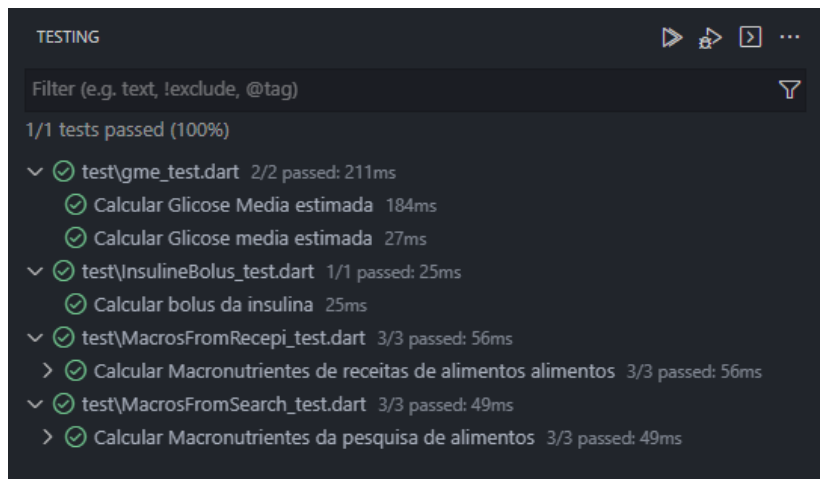 TESTING
Filter (e.g. text, !exclude, @tag)
1/1 tests passed (100%)
test\gme_test.dart 2/2 passed: 211ms
Calcular Glicose Media estimada 184ms
Calcular Glicose media estimada 27ms
test\InsulineBolus_test.dart 1/1 passed: 25ms
Calcular bolus da insulina 25ms
test\MacrosFromRecepi_test.dart 3/3 passed: 56ms
Calcular Macronutrientes de receitas de alimentos alimentos 3/3 passed: 56ms
test\MacrosFromSearch_test.dart 3/3 passed: 49ms
Calcular Macronutrientes da pesquisa de alimentos 3/3 passed: 49ms